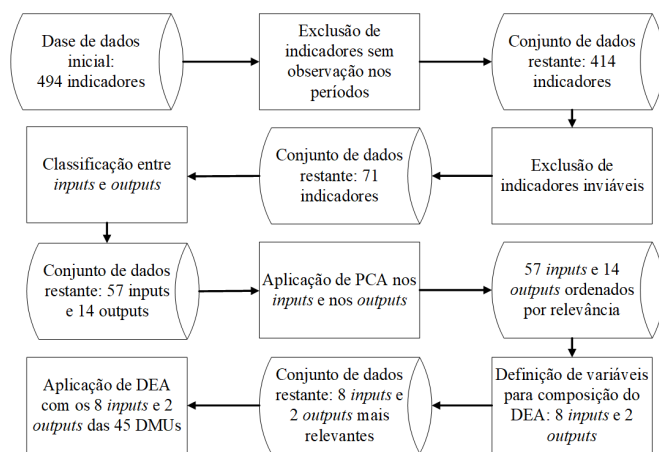 Dase de dados
inicial:
494 indicadores
Exclusão de
indicadores sem
observação nos
períodos
Conjunto de dados
restante: 414
indicadores
Exclusão de
indicadores inviáveis
Conjunto de dados
restante: 71
indicadores
Classificação entre
inputs e outputs
Conjunto de dados
restante: 57 inputs
e 14 outputs
Aplicação de PCA nos
inputs e nos outputs
57 inputs e 14
outputs ordenados
por relevância
Definição de variáveis
para composição do
DEA: 8 inputs e 2
outputs
Conjunto de dados
restante: 8 inputs e
2 outputs mais
relevantes
Aplicação de DEA
com os 8 inputs e 2
outputs das 45 DMUs